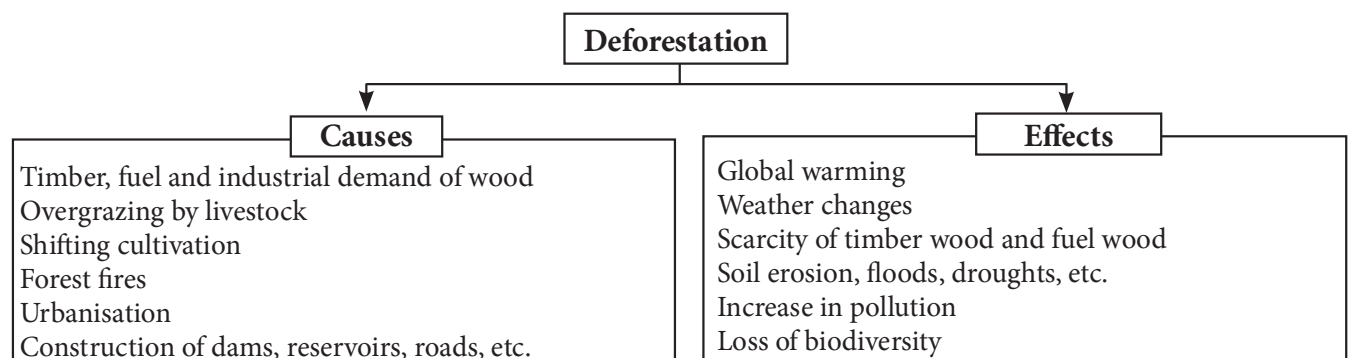 Deforestation
Causes
Timber, fuel and industrial demand of wood
Overgrazing by livestock
Shifting cultivation
Forest fires
Urbanisation
Construction of dams, reservoirs, roads, etc.
Effects
Global warming
Weather changes
Scarcity of timber wood and fuel wood
Soil erosion, floods, droughts, etc.
Increase in pollution
Loss of biodiversity